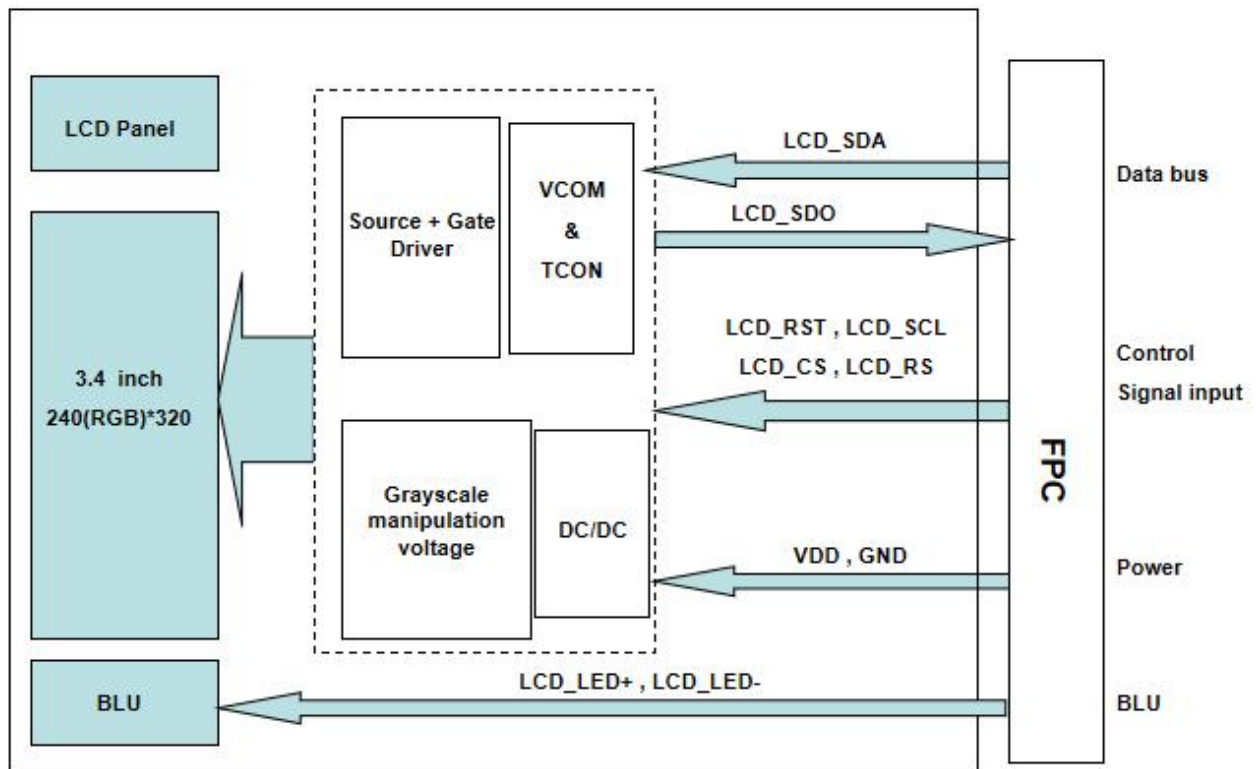 LCD Panel
3.4 inch
240(RGB)*320
BLU
Source + Gate
Driver
VCOM
&
TCON
Grayscale
manipulation
voltage
DC/DC
LCD_SDA
LCD_SDO
LCD_RST , LCD_SCL
LCD_CS , LCD_RS
VDD , GND
LCD_LED+ , LCD_LED-
FPC
Data bus
Control
Signal input
Power
BLU